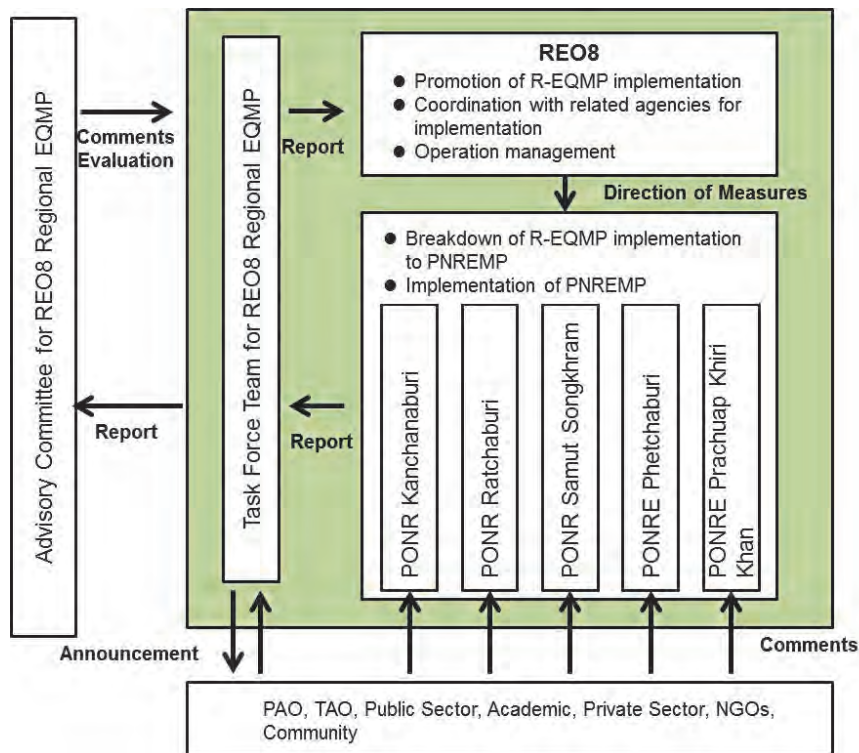 Advisory Committee for REO8 Regional EQMP
Comments
Evaluation
Report
Task Force Team for REO8 Regional EQMP
Report
REO8
● Promotion of R-EQMP implementation
● Coordination with related agencies for
implementation
● Operation management
Direction of Measures
● Breakdown of R-EQMP implementation
to PNREMP
● Implementation of PNREMP
Report
PONR Kanchanaburi
PONR Ratchaburi
PONR Samut Songkhram
PONRE Phetchaburi
PONRE Prachuap Khiri
Khan
Announcement
Comments
PAO, TAO, Public Sector, Academic, Private Sector, NGOs,
Community